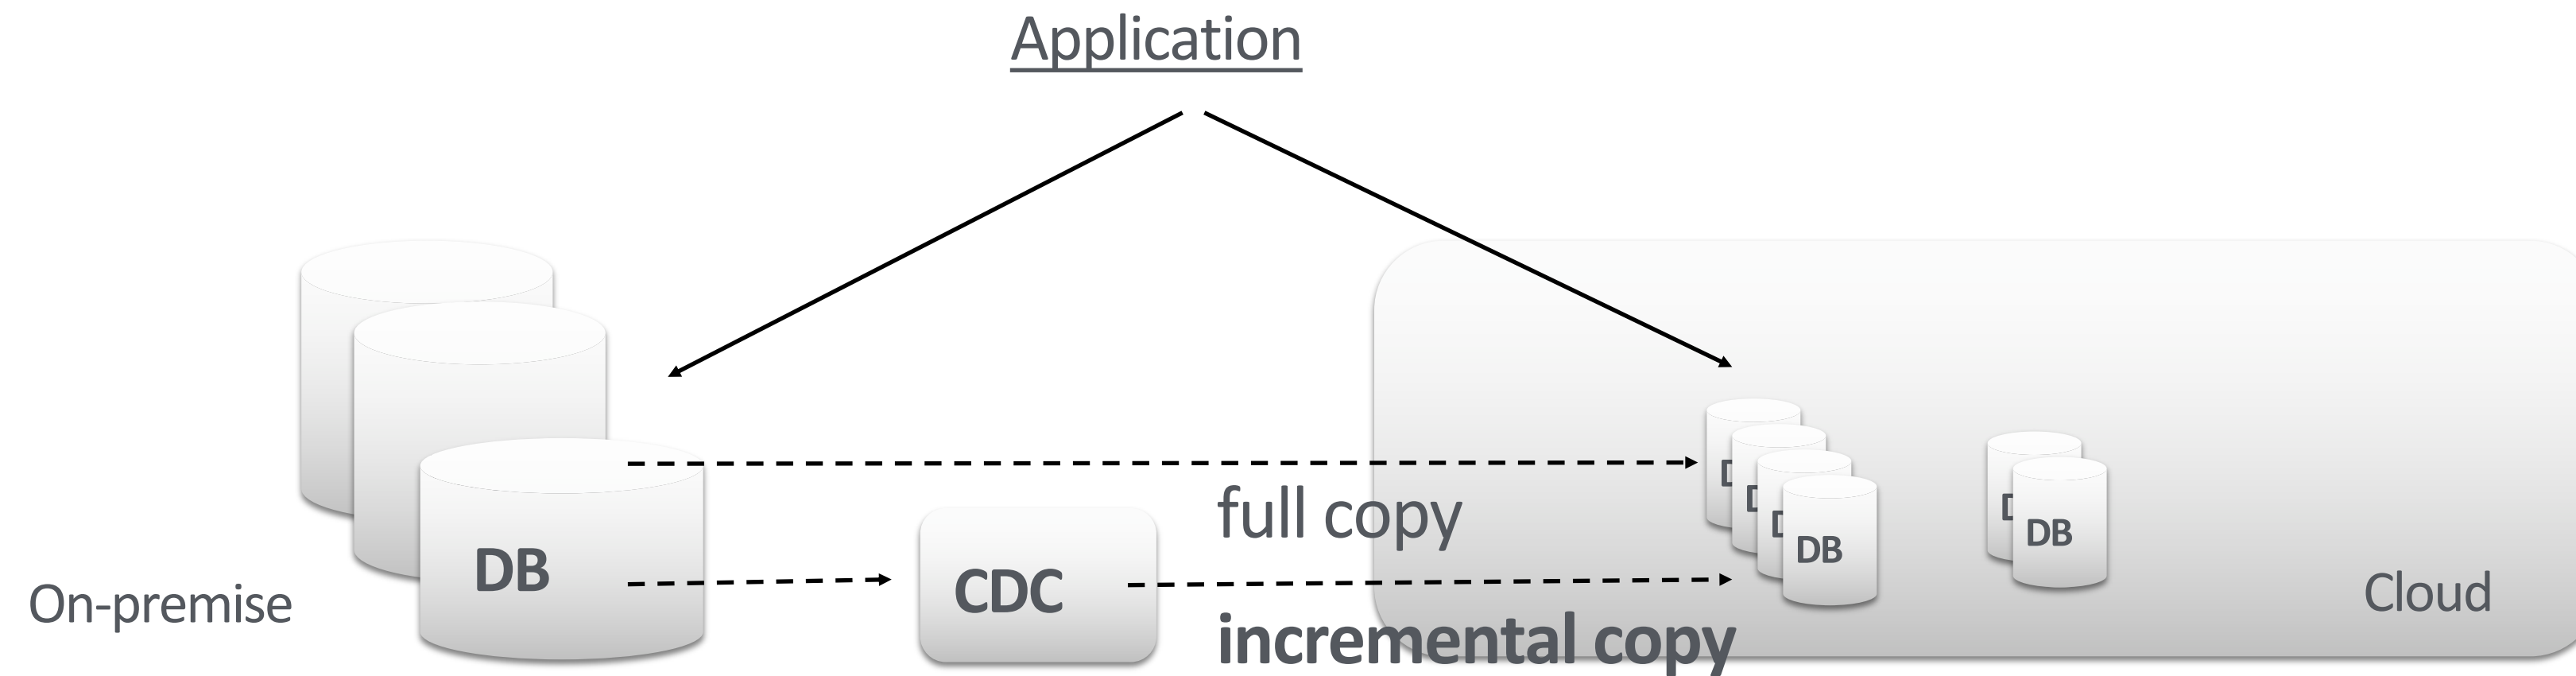 Application
full copy
DB
DB
DB
CDC
On-premise
Cloud
incremental copy